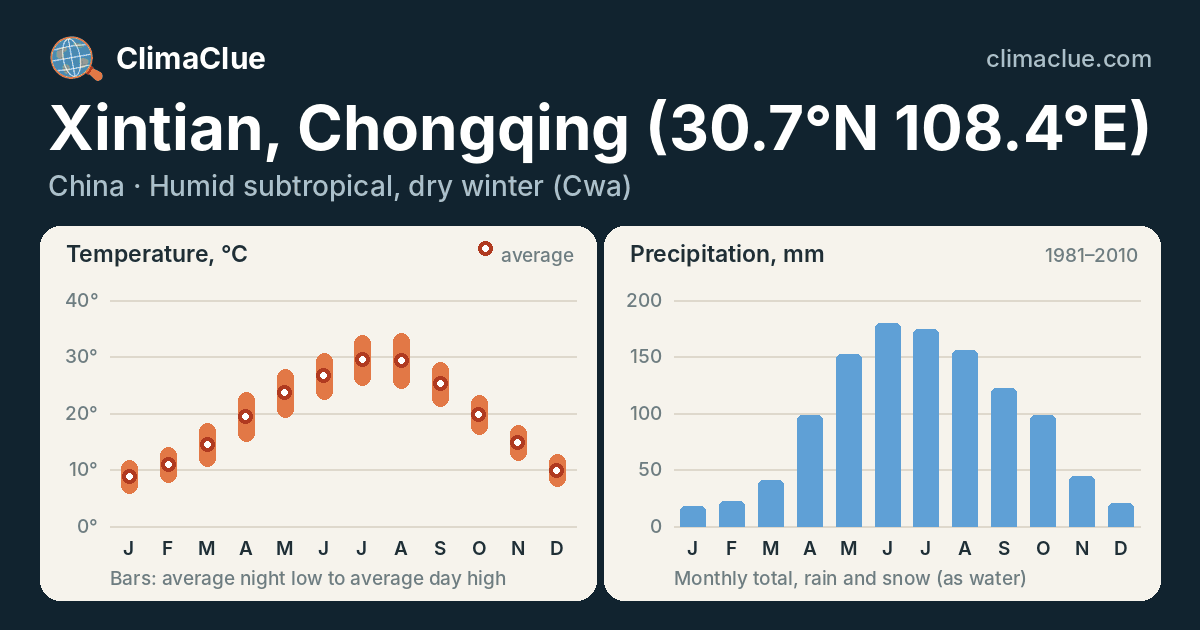 ClimaClue
climaclue.com
Xintian, Chongqing (30.7°N 108.4°E)
China · Humid subtropical, dry winter (Cwa)
Temperature, °C
average
40°
30°
20°
10°
0°
J F M A M J J A S O N D
Bars: average night low to average day high
Precipitation, mm
1981–2010
200
150
100
50
0
J F M A M J J A S O N D
Monthly total, rain and snow (as water)